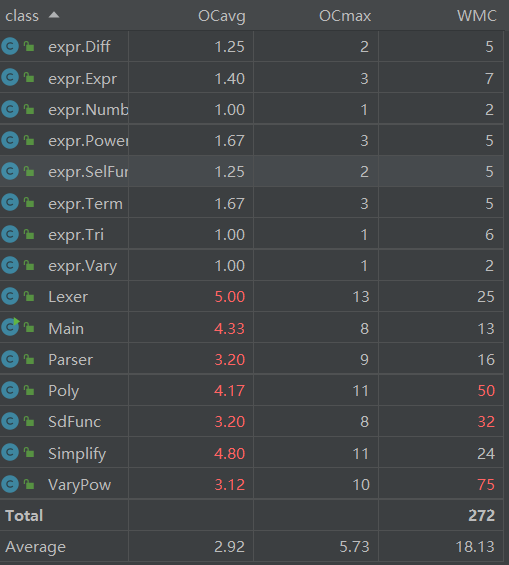 class OCavg OCmax WMC
expr.Diff 1.25 2 5
expr.Expr 1.40 3 7
expr.Numb 1.00 1 2
expr.Power 1.67 3 5
expr.SelFun 1.25 2 5
expr.Term 1.67 3 5
expr.Tri 1.00 1 6
expr.Vary 1.00 1 2
Lexer 5.00 13 25
Main 4.33 8 13
Parser 3.20 9 16
Poly 4.17 11 50
SdFunc 3.20 8 32
Simplify 4.80 11 24
VaryPow 3.12 10 75
Total 272
Average 2.92 5.73 18.13